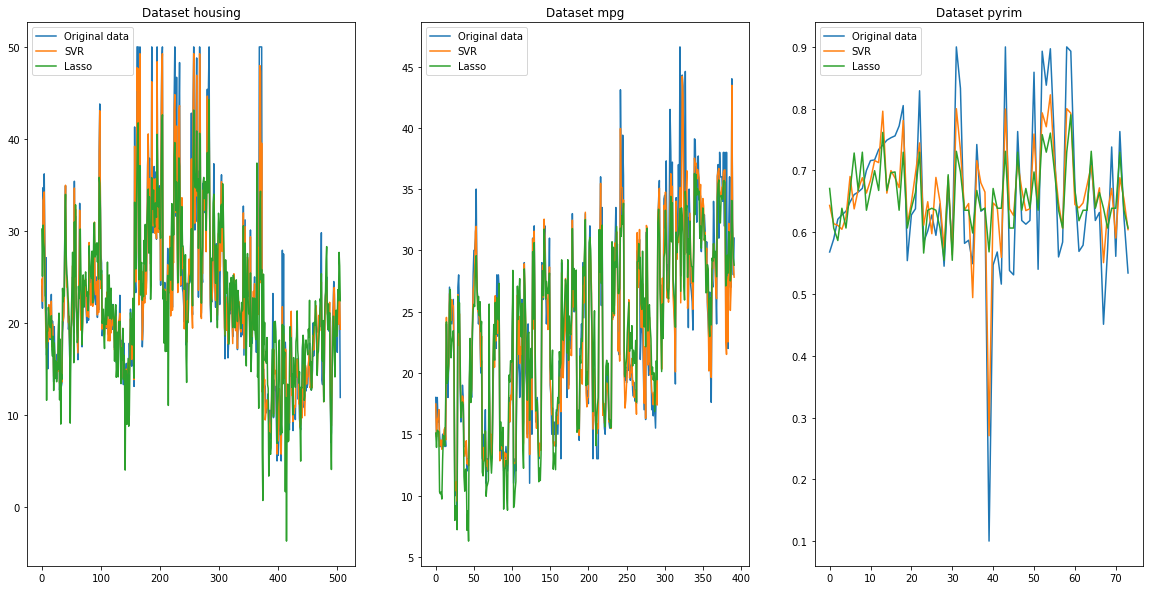 Dataset housing
Original data
SVR
Lasso
50
40
30
20
10
0
0 100 200 300 400 500
Dataset mpg
Original data
SVR
Lasso
45
40
35
30
25
20
15
10
5
0 50 100 150 200 250 300 350 400
Dataset pyrim
Original data
SVR
Lasso
0.9
0.8
0.7
0.6
0.5
0.4
0.3
0.2
0.1
0 10 20 30 40 50 60 70